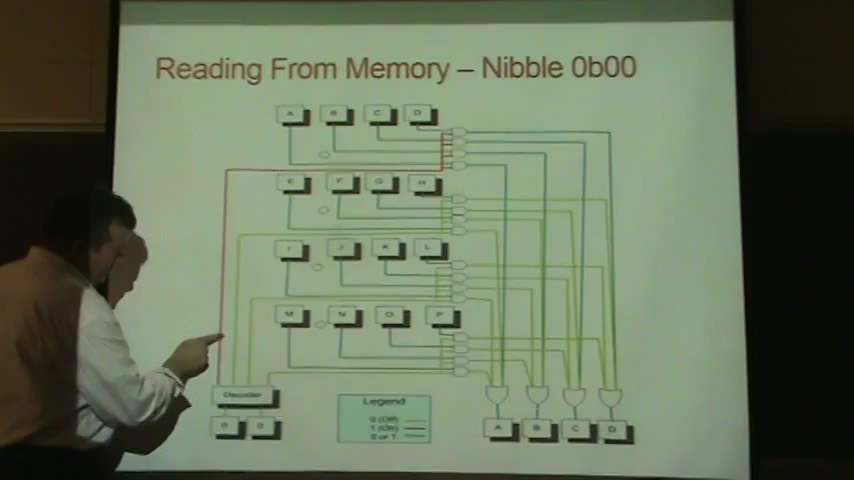 Reading From Memory – Nibble 0b00
A B C D
E F G H
I J K L
M N O P
Decoder
0 0
Legend
0 (Off)
1 (On)
0 or 1
A B C D